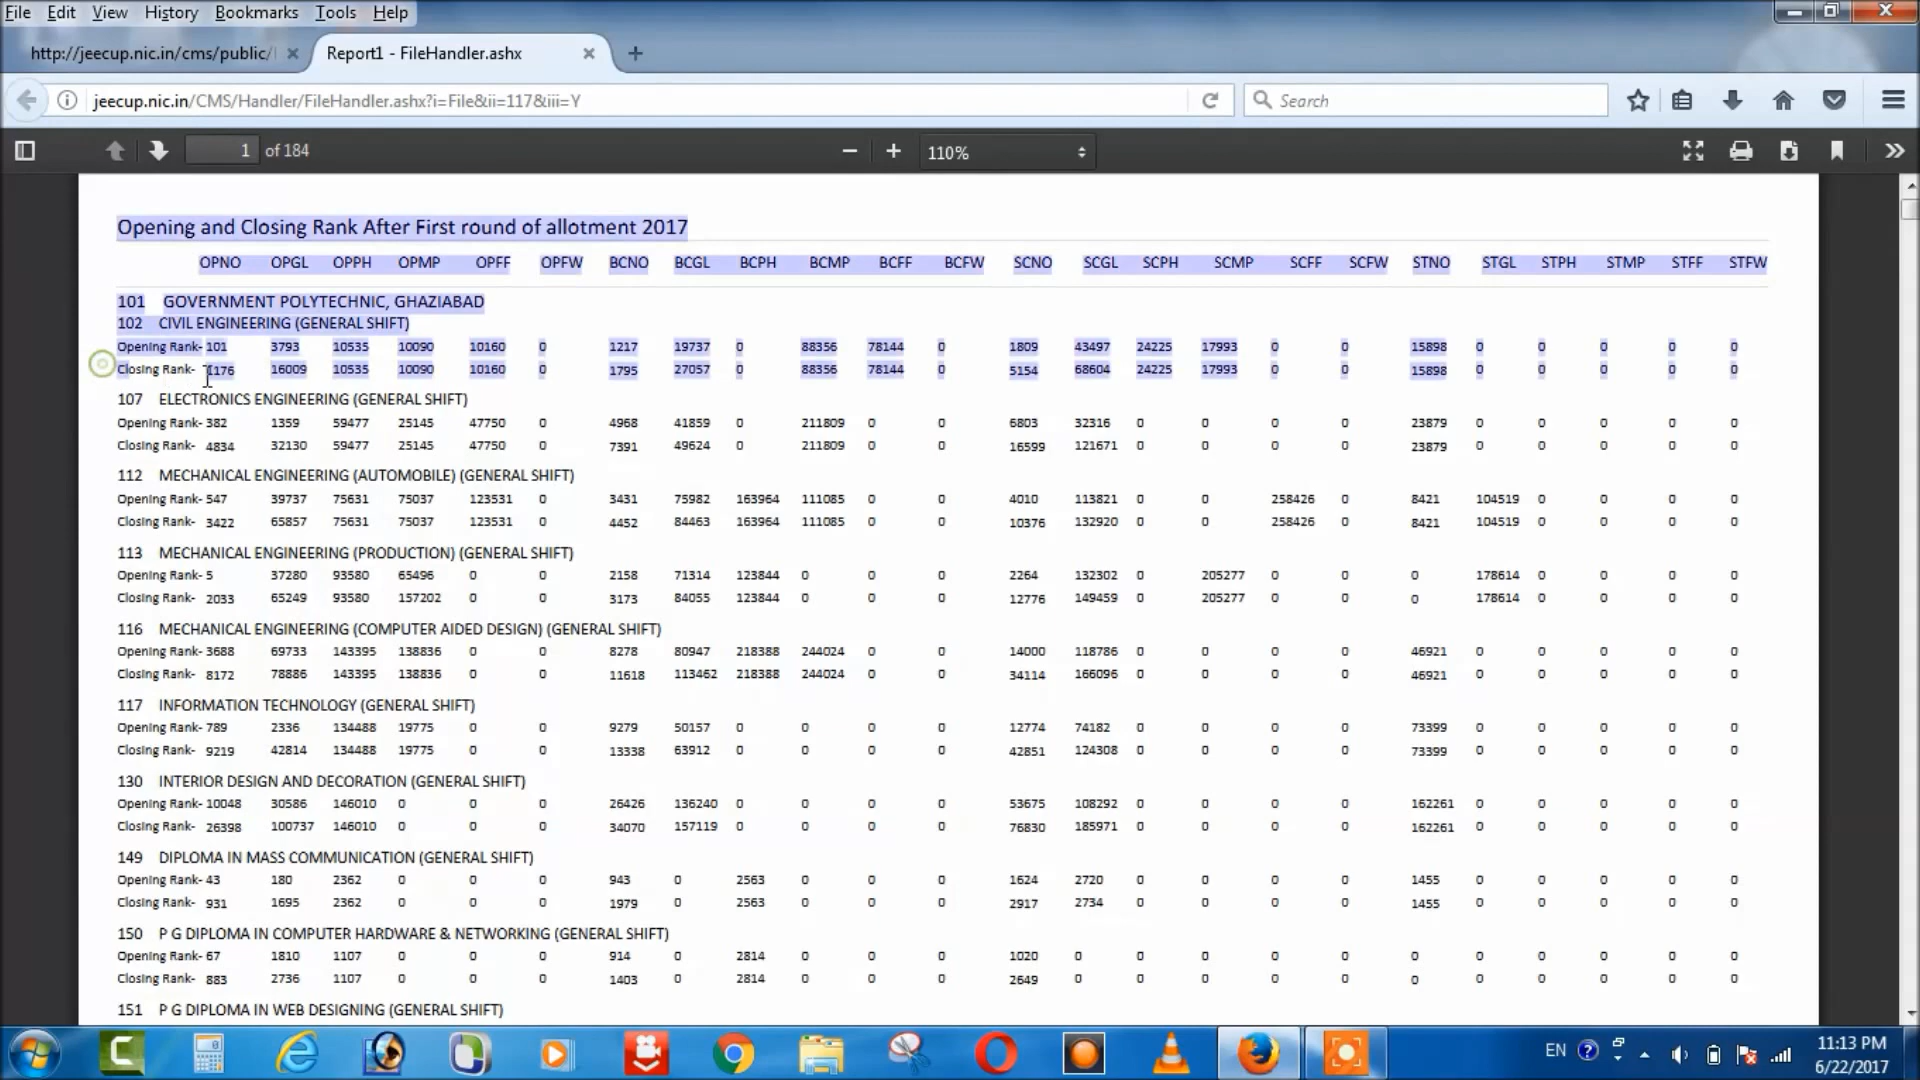 File Edit View History Bookmarks Tools Help
http://jeecup.nic.in/cms/public/ Report1 - FileHandler.ashx
jeecup.nic.in/CMS/Handler/FileHandler.ashx?i=File&ii=117&iii=Y Search
1 of 184 110%
Opening and Closing Rank After First round of allotment 2017
OPNO OPGL OPPH OPMP OPFF OPFW BCNO BCGL BCPH BCMP BCFF BCFW SCNO SCGL SCPH SCMP SCFF SCFW STNO STGL STPH STMP STFF STFW
101 GOVERNMENT POLYTECHNIC, GHAZIABAD
102 CIVIL ENGINEERING (GENERAL SHIFT)
Opening Rank- 101 3793 10535 10090 10160 0 1217 19737 0 88356 78144 0 1809 43497 24225 17993 0 0 15898 0 0 0 0 0
Closing Rank- 1176 16009 10535 10090 10160 0 1795 27057 0 88356 78144 0 5154 68604 24225 17993 0 0 15898 0 0 0 0 0
107 ELECTRONICS ENGINEERING (GENERAL SHIFT)
Opening Rank- 382 1359 59477 25145 47750 0 4968 41859 0 211809 0 0 6803 32316 0 0 0 0 23879 0 0 0 0 0
Closing Rank- 4834 32130 59477 25145 47750 0 7391 49624 0 211809 0 0 16599 121671 0 0 0 0 23879 0 0 0 0 0
112 MECHANICAL ENGINEERING (AUTOMOBILE) (GENERAL SHIFT)
Opening Rank- 547 39737 75631 75037 123531 0 3431 75982 163964 111085 0 0 4010 113821 0 0 258426 0 8421 104519 0 0 0 0
Closing Rank- 3422 65857 75631 75037 123531 0 4452 84463 163964 111085 0 0 10376 132920 0 0 258426 0 8421 104519 0 0 0 0
113 MECHANICAL ENGINEERING (PRODUCTION) (GENERAL SHIFT)
Opening Rank- 5 37280 93580 65496 0 0 2158 71314 123844 0 0 0 2264 132302 0 205277 0 0 0 178614 0 0 0 0
Closing Rank- 2033 65249 93580 157202 0 0 3173 84055 123844 0 0 0 12776 149459 0 205277 0 0 0 178614 0 0 0 0
116 MECHANICAL ENGINEERING (COMPUTER AIDED DESIGN) (GENERAL SHIFT)
Opening Rank- 3688 69733 143395 138836 0 0 8278 80947 218388 244024 0 0 14000 118786 0 0 0 0 46921 0 0 0 0 0
Closing Rank- 8172 78886 143395 138836 0 0 11618 113462 218388 244024 0 0 34114 166096 0 0 0 0 46921 0 0 0 0 0
117 INFORMATION TECHNOLOGY (GENERAL SHIFT)
Opening Rank- 789 2336 134488 19775 0 0 9279 50157 0 0 0 0 12774 74182 0 0 0 0 73399 0 0 0 0 0
Closing Rank- 9219 42814 134488 19775 0 0 13338 63912 0 0 0 0 42851 124308 0 0 0 0 73399 0 0 0 0 0
130 INTERIOR DESIGN AND DECORATION (GENERAL SHIFT)
Opening Rank- 10048 30586 146010 0 0 0 26426 136240 0 0 0 0 53675 108292 0 0 0 0 162261 0 0 0 0 0
Closing Rank- 26398 100737 146010 0 0 0 34070 157119 0 0 0 0 76830 185971 0 0 0 0 162261 0 0 0 0 0
149 DIPLOMA IN MASS COMMUNICATION (GENERAL SHIFT)
Opening Rank- 43 180 2362 0 0 0 943 0 2563 0 0 0 1624 2720 0 0 0 0 1455 0 0 0 0 0
Closing Rank- 931 1695 2362 0 0 0 1979 0 2563 0 0 0 2917 2734 0 0 0 0 1455 0 0 0 0 0
150 P G DIPLOMA IN COMPUTER HARDWARE & NETWORKING (GENERAL SHIFT)
Opening Rank- 67 1810 1107 0 0 0 914 0 2814 0 0 0 1020 0 0 0 0 0 0 0 0 0 0 0
Closing Rank- 883 2736 1107 0 0 0 1403 0 2814 0 0 0 2649 0 0 0 0 0 0 0 0 0 0 0
151 P G DIPLOMA IN WEB DESIGNING (GENERAL SHIFT)
EN 11:13 PM
6/22/2017